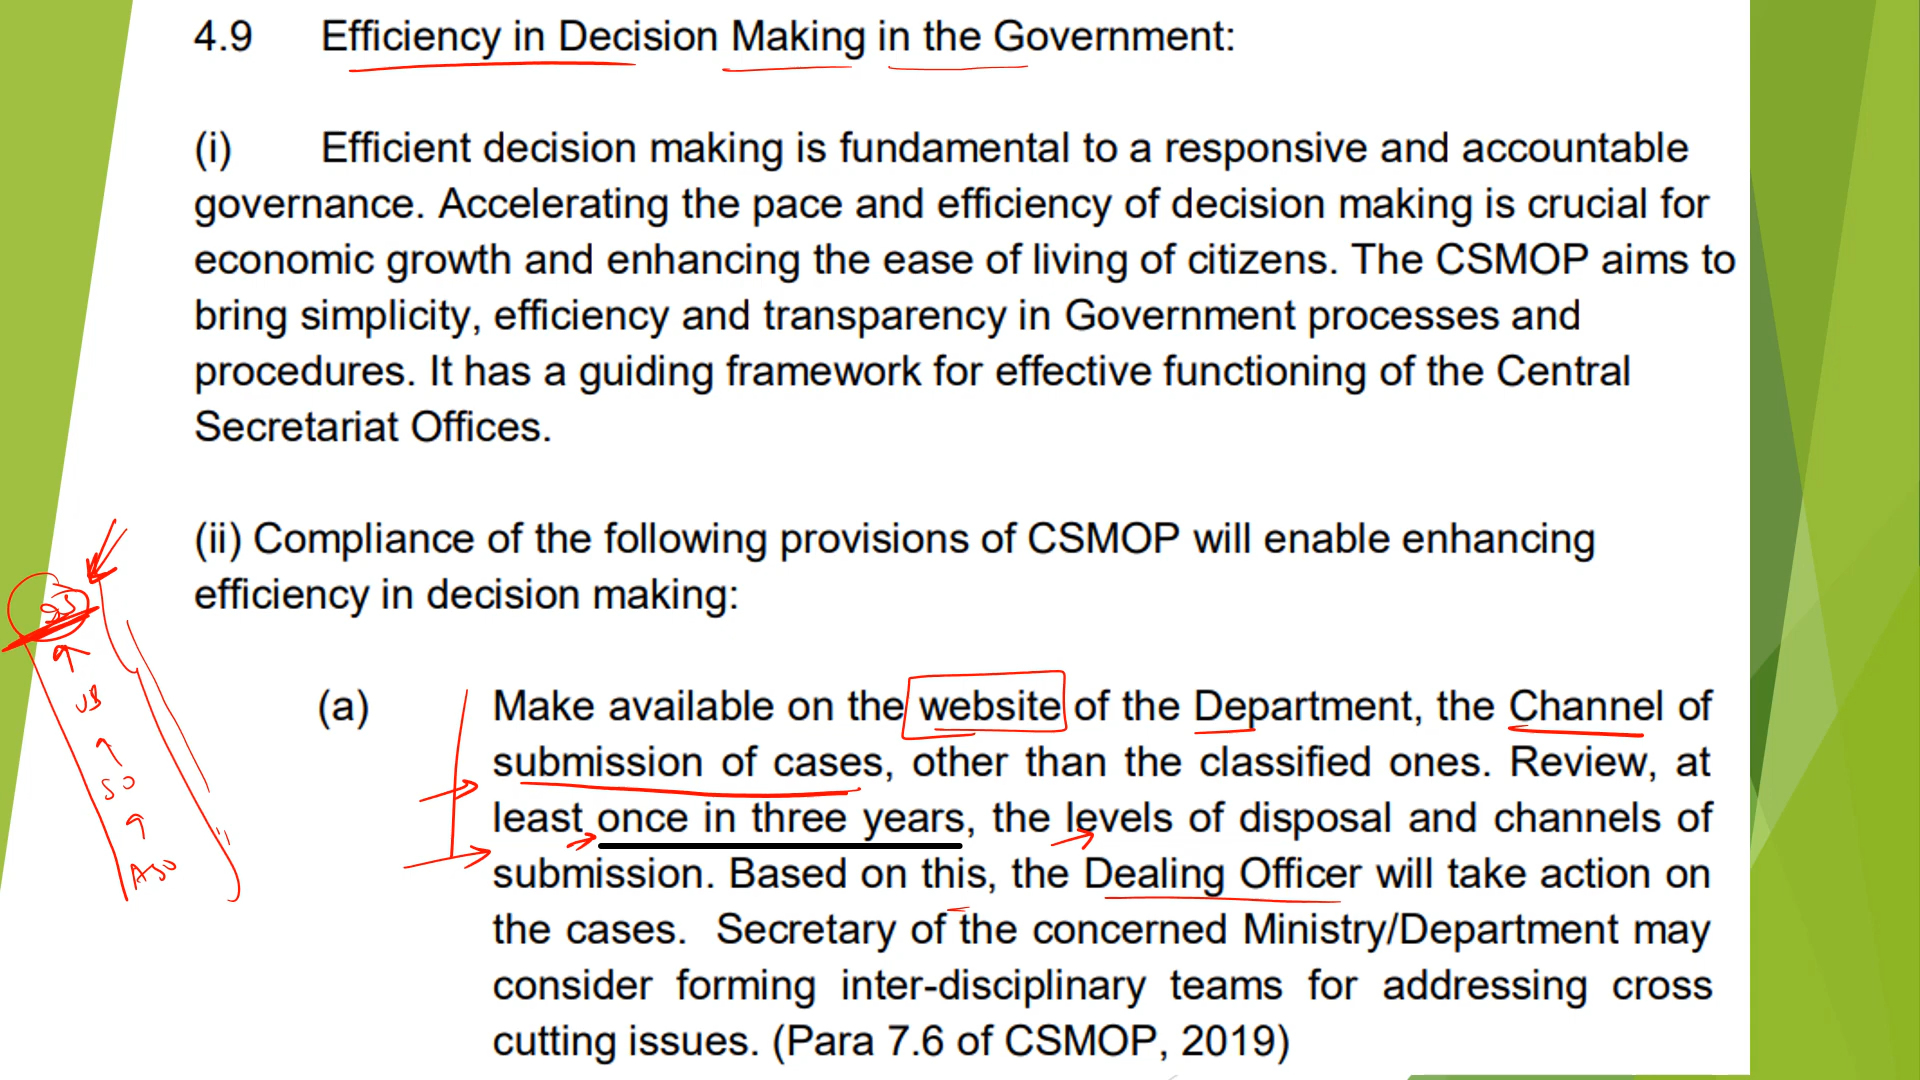 4.9 Efficiency in Decision Making in the Government:
(i) Efficient decision making is fundamental to a responsive and accountable
governance. Accelerating the pace and efficiency of decision making is crucial for
economic growth and enhancing the ease of living of citizens. The CSMOP aims to
bring simplicity, efficiency and transparency in Government processes and
procedures. It has a guiding framework for effective functioning of the Central
Secretariat Offices.
(ii) Compliance of the following provisions of CSMOP will enable enhancing
efficiency in decision making:
(a) Make available on the website of the Department, the Channel of
submission of cases, other than the classified ones. Review, at
least once in three years, the levels of disposal and channels of
submission. Based on this, the Dealing Officer will take action on
the cases. Secretary of the concerned Ministry/Department may
consider forming inter-disciplinary teams for addressing cross
cutting issues. (Para 7.6 of CSMOP, 2019)
US
SO
ASO